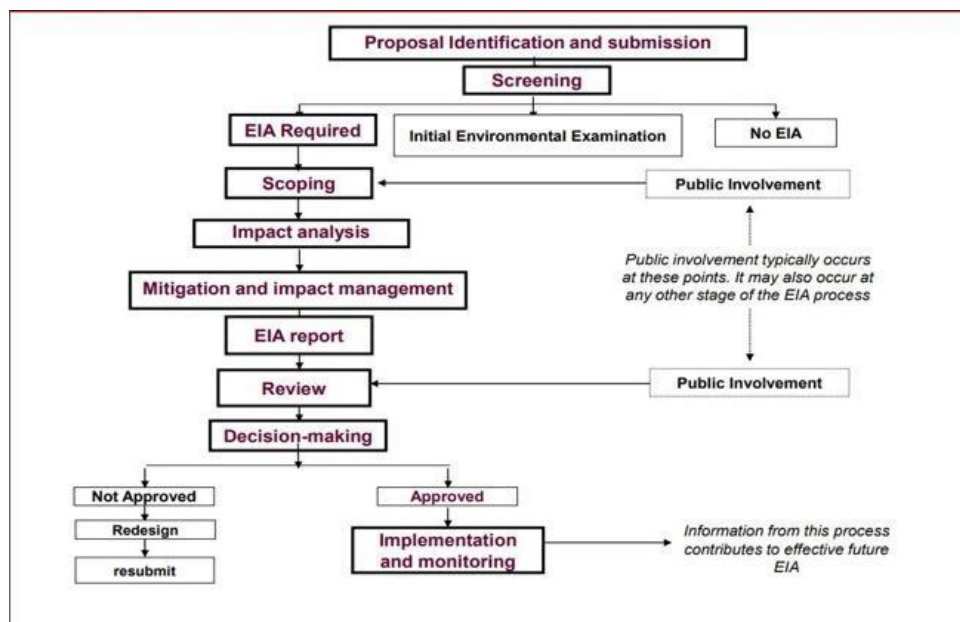 Proposal Identification and submission
Screening
EIA Required
Initial Environmental Examination
No EIA
Scoping
Public Involvement
Impact analysis
Public involvement typically occurs
at these points. It may also occur at
any other stage of the EIA process
Mitigation and impact management
EIA report
Review
Public Involvement
Decision-making
Not Approved
Approved
Redesign
resubmit
Implementation
and monitoring
Information from this process
contributes to effective future
EIA